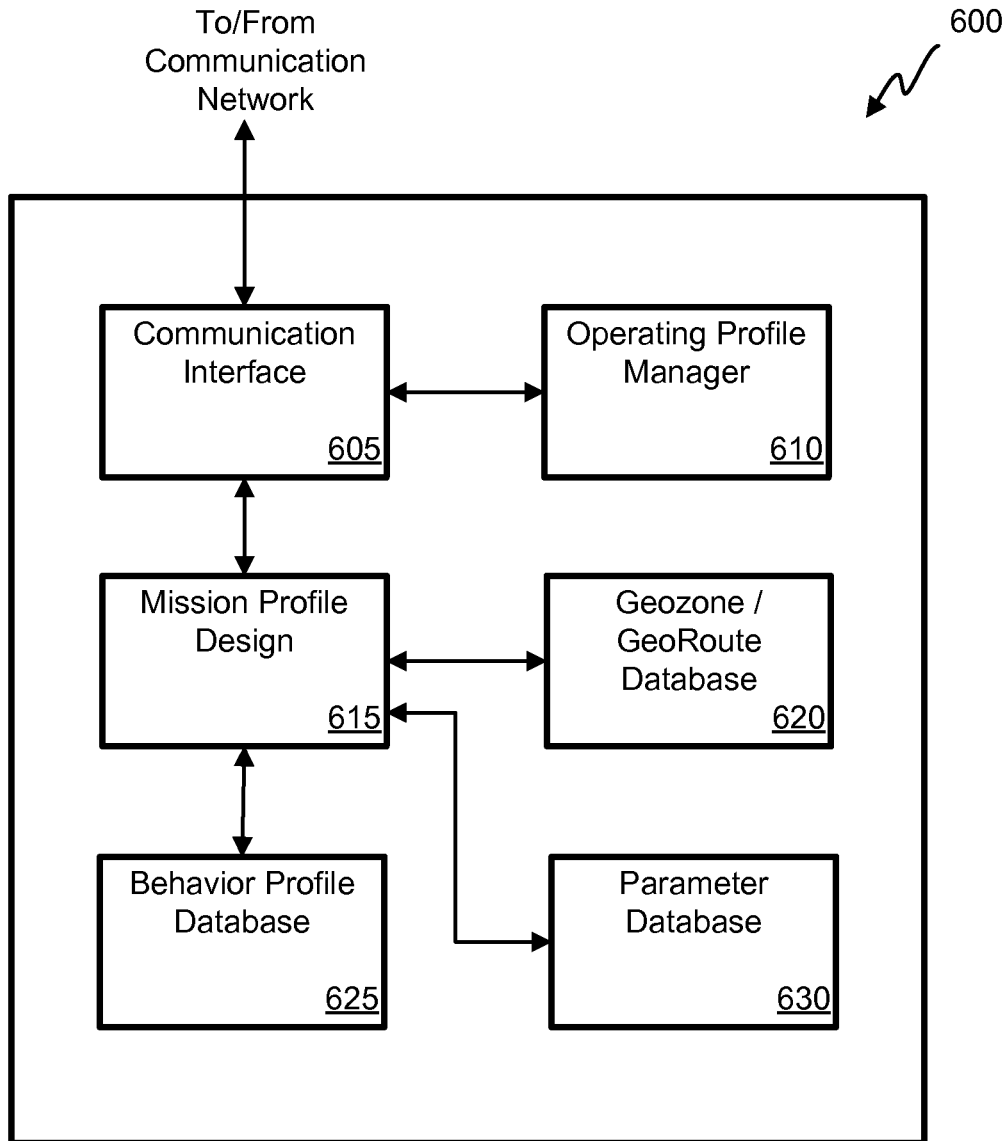 To/From
Communication
Network
600
Communication
Interface
605
Operating Profile
Manager
610
Mission Profile
Design
615
Geozone /
GeoRoute
Database
620
Behavior Profile
Database
625
Parameter
Database
630